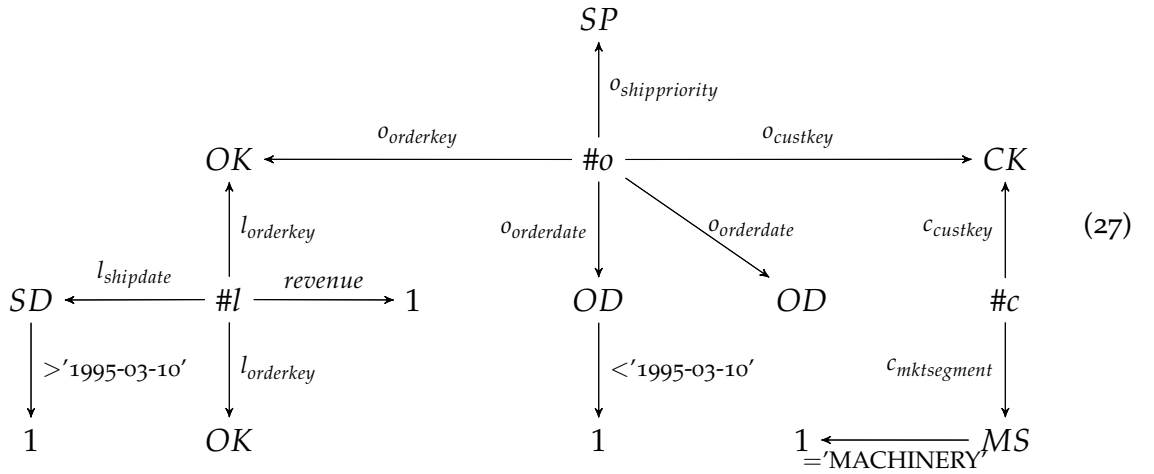 SP
o_shippriority
o_orderkey o_custkey
OK #o CK
l_orderkey o_orderdate o_orderdate c_custkey (27)
l_shipdate revenue
SD #l 1 OD OD #c
>'1995-03-10' l_orderkey <'1995-03-10' c_mktsegment
1 OK 1 1 MS
='MACHINERY'